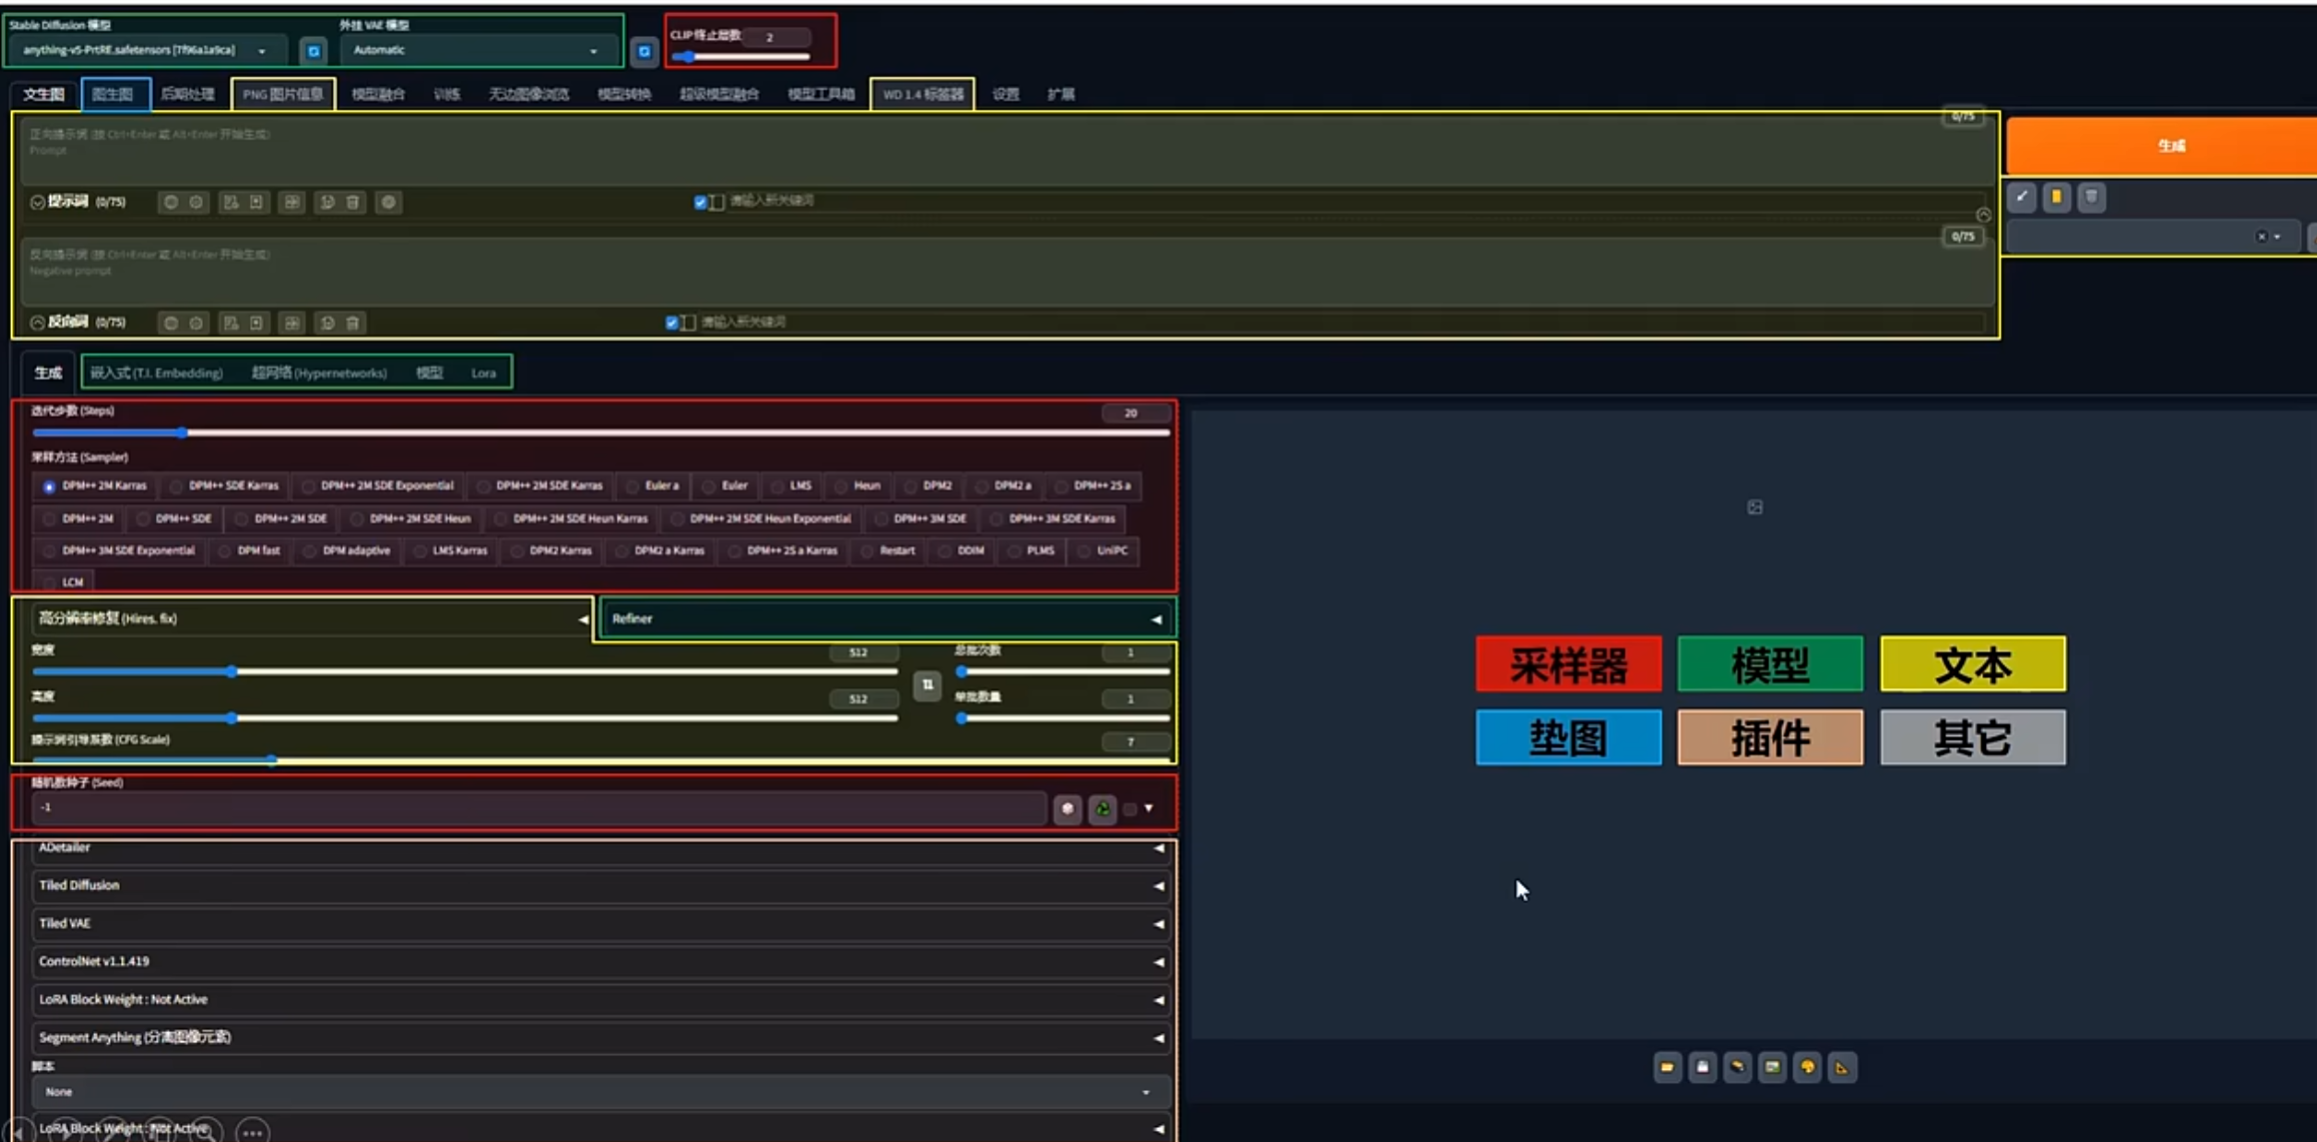 Stable Diffusion 模型
外挂 VAE 模型
CLIP 终止层数
2
anything-v5-PrtRE.safetensors [7f96a1a9ca]
Automatic
文生图
图生图
后期处理
PNG 图片信息
模型融合
训练
无边图像浏览
模型转换
超级模型融合
模型工具箱
WD 1.4 标签器
设置
扩展
正向提示词 (按 Ctrl+Enter 或 Alt+Enter 开始生成)
Prompt
0/75
生成
提示词 (0/75)
请输入新关键词
反向提示词 (按 Ctrl+Enter 或 Alt+Enter 开始生成)
Negative prompt
0/75
反向词 (0/75)
请输入新关键词
生成
嵌入式 (T.I. Embedding)
超网络 (Hypernetworks)
模型
Lora
迭代步数 (Steps)
20
采样方法 (Sampler)
DPM++ 2M Karras
DPM++ SDE Karras
DPM++ 2M SDE Exponential
DPM++ 2M SDE Karras
Euler a
Euler
LMS
Heun
DPM2
DPM2 a
DPM++ 2S a
DPM++ 2M
DPM++ SDE
DPM++ 2M SDE
DPM++ 2M SDE Heun
DPM++ 2M SDE Heun Karras
DPM++ 2M SDE Heun Exponential
DPM++ 3M SDE
DPM++ 3M SDE Karras
DPM++ 3M SDE Exponential
DPM fast
DPM adaptive
LMS Karras
DPM2 Karras
DPM2 a Karras
DPM++ 2S a Karras
Restart
DDIM
PLMS
UniPC
LCM
高分辨率修复 (Hires. fix)
Refiner
宽度
512
总批次数
1
高度
512
单批数量
1
提示词引导系数 (CFG Scale)
7
随机数种子 (Seed)
-1
ADetailer
Tiled Diffusion
Tiled VAE
ControlNet v1.1.419
LoRA Block Weight : Not Active
Segment Anything (分离图像元素)
脚本
None
LoRA Block Weight : Not Active
采样器
模型
文本
垫图
插件
其它